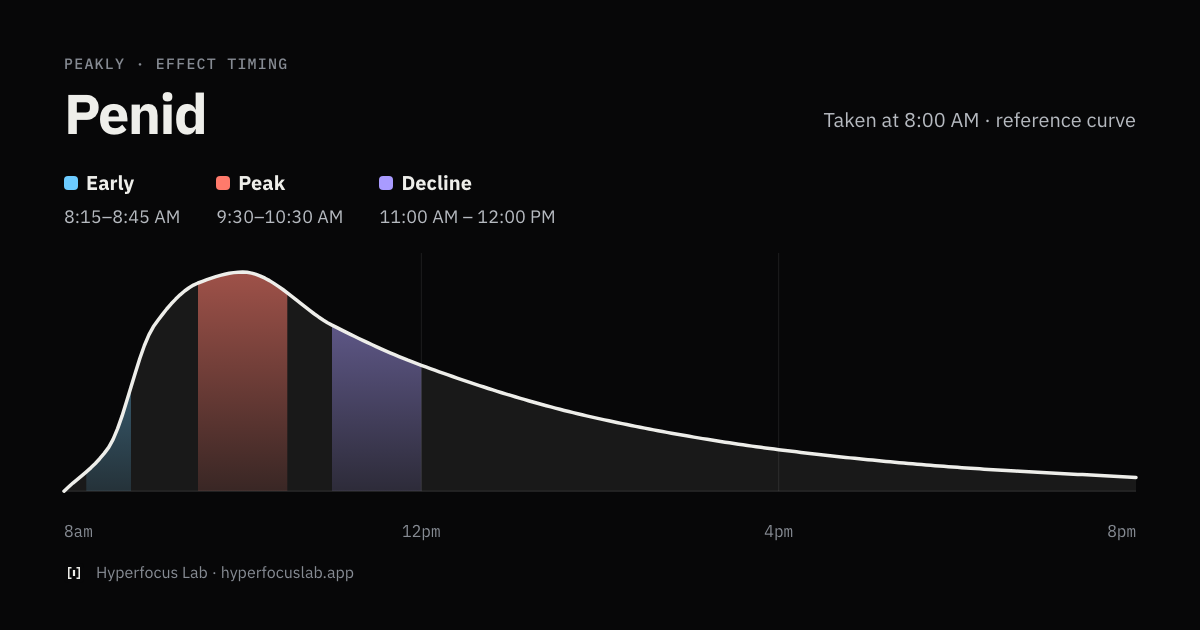 PEAKLY · EFFECT TIMING
Penid
Taken at 8:00 AM · reference curve
Early
8:15–8:45 AM
Peak
9:30–10:30 AM
Decline
11:00 AM – 12:00 PM
8am
12pm
4pm
8pm
Hyperfocus Lab · hyperfocuslab.app